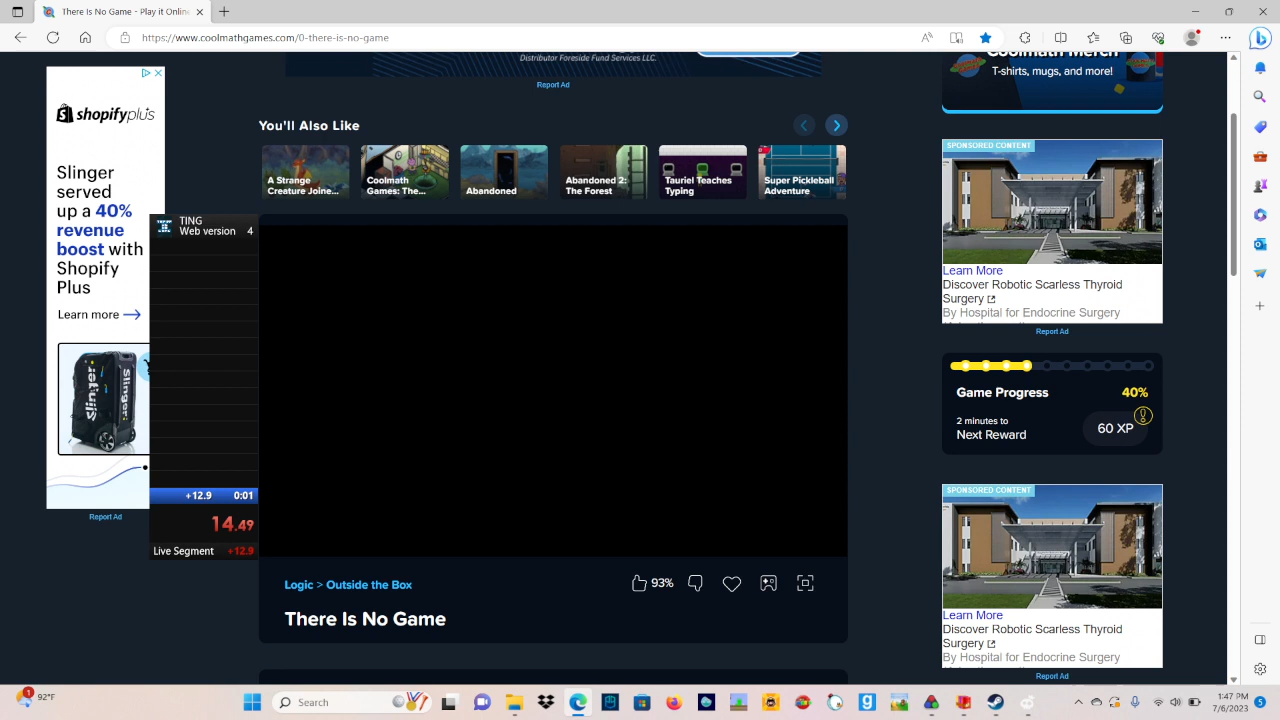 There Is No Game - Play it Online
https://www.coolmathgames.com/0-there-is-no-game
Distributor Foreside Fund Services LLC.
Report Ad
shopifyplus
Slinger
served
up a 40%
revenue
boost with
Shopify
Plus
Learn more
Slinger
Slinger
Report Ad
You'll Also Like
A Strange
Creature Joine...
Coolmath
Games: The...
Abandoned
Abandoned 2:
The Forest
Tauriel Teaches
Typing
Super Pickleball
Adventure
TING
Web version 4
+12.9 0:01
14.49
Live Segment +12.9
Logic > Outside the Box
93%
There Is No Game
Coolmath Merch
T-shirts, mugs, and more!
SPONSORED CONTENT
Learn More
Discover Robotic Scarless Thyroid
Surgery
By Hospital for Endocrine Surgery
Report Ad
Game Progress 40%
2 minutes to
Next Reward
60 XP
SPONSORED CONTENT
Learn More
Discover Robotic Scarless Thyroid
Surgery
By Hospital for Endocrine Surgery
Report Ad
1
92°F
Search
1:47 PM
7/6/2023
5